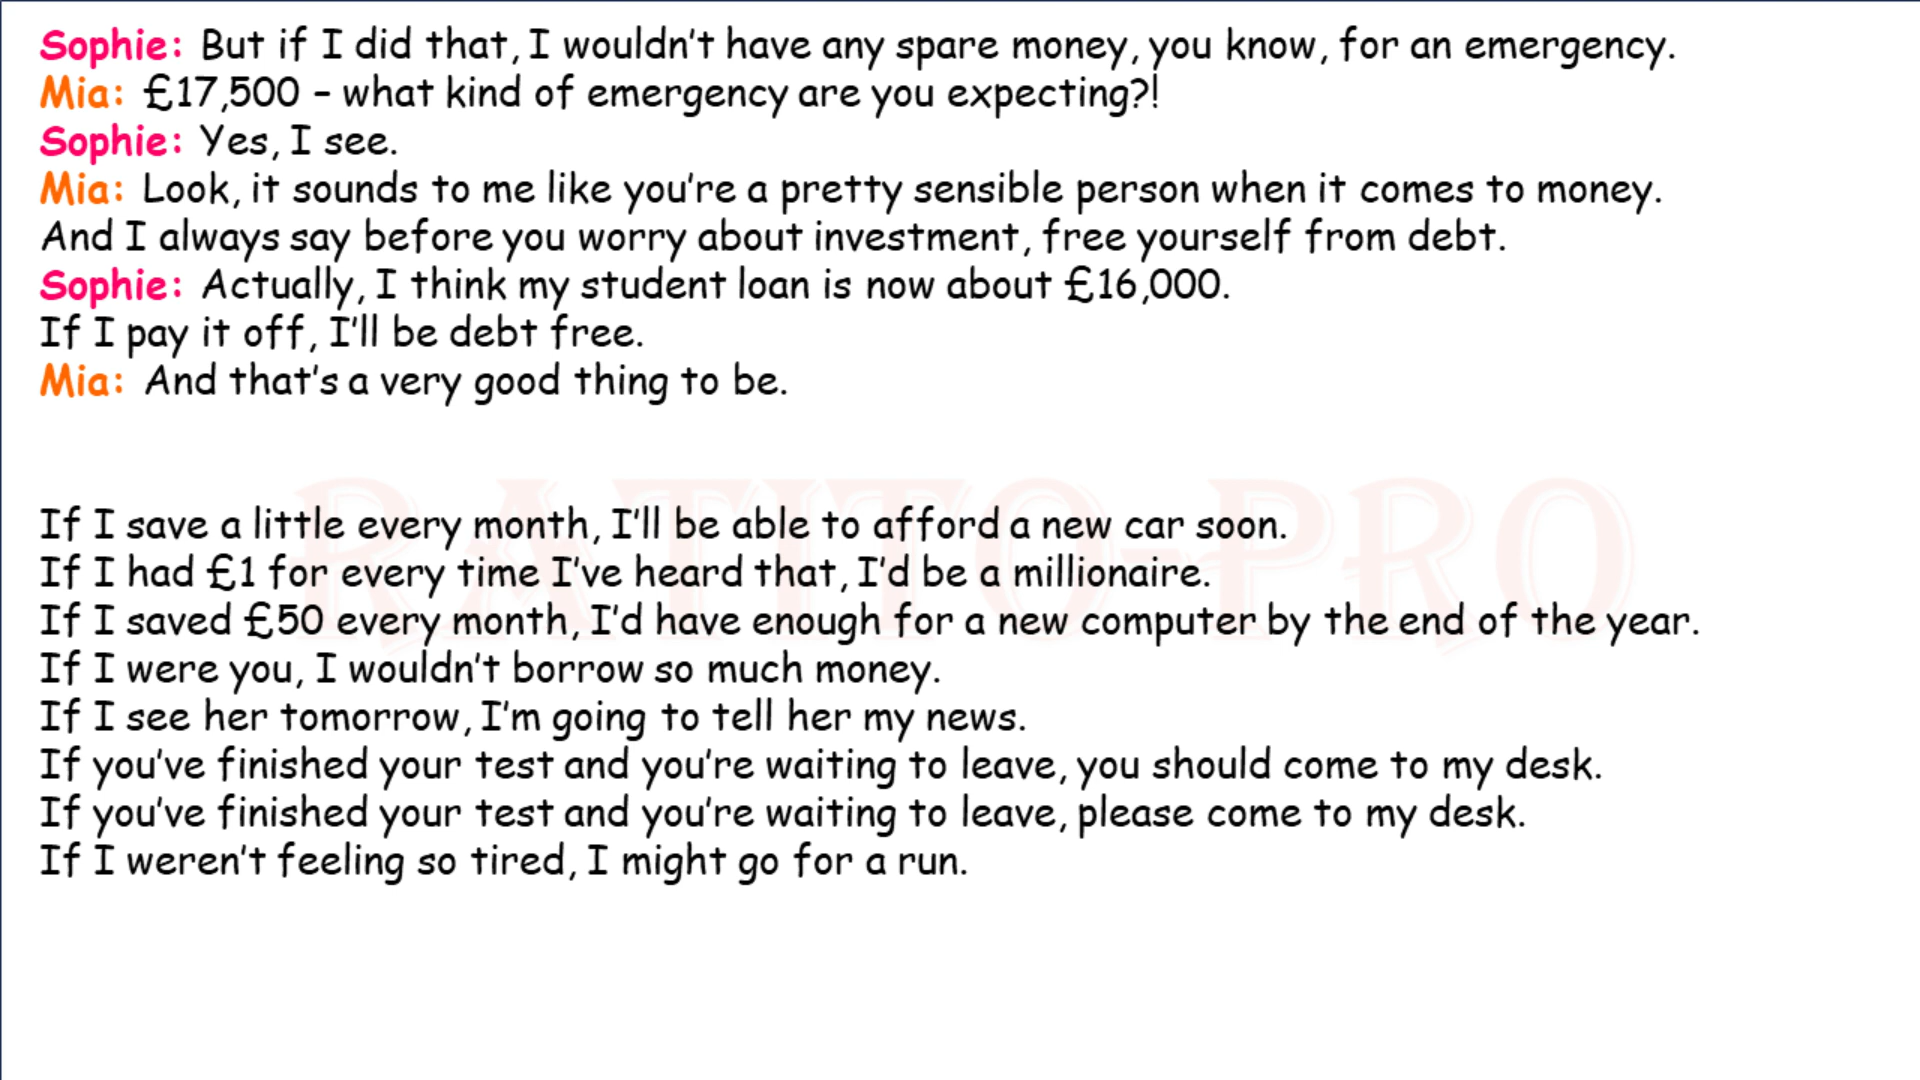 Sophie: But if I did that, I wouldn't have any spare money, you know, for an emergency.
Mia: £17,500 – what kind of emergency are you expecting?!
Sophie: Yes, I see.
Mia: Look, it sounds to me like you're a pretty sensible person when it comes to money.
And I always say before you worry about investment, free yourself from debt.
Sophie: Actually, I think my student loan is now about £16,000.
If I pay it off, I'll be debt free.
Mia: And that's a very good thing to be.
RATITO-PRO
If I save a little every month, I'll be able to afford a new car soon.
If I had £1 for every time I've heard that, I'd be a millionaire.
If I saved £50 every month, I'd have enough for a new computer by the end of the year.
If I were you, I wouldn't borrow so much money.
If I see her tomorrow, I'm going to tell her my news.
If you've finished your test and you're waiting to leave, you should come to my desk.
If you've finished your test and you're waiting to leave, please come to my desk.
If I weren't feeling so tired, I might go for a run.